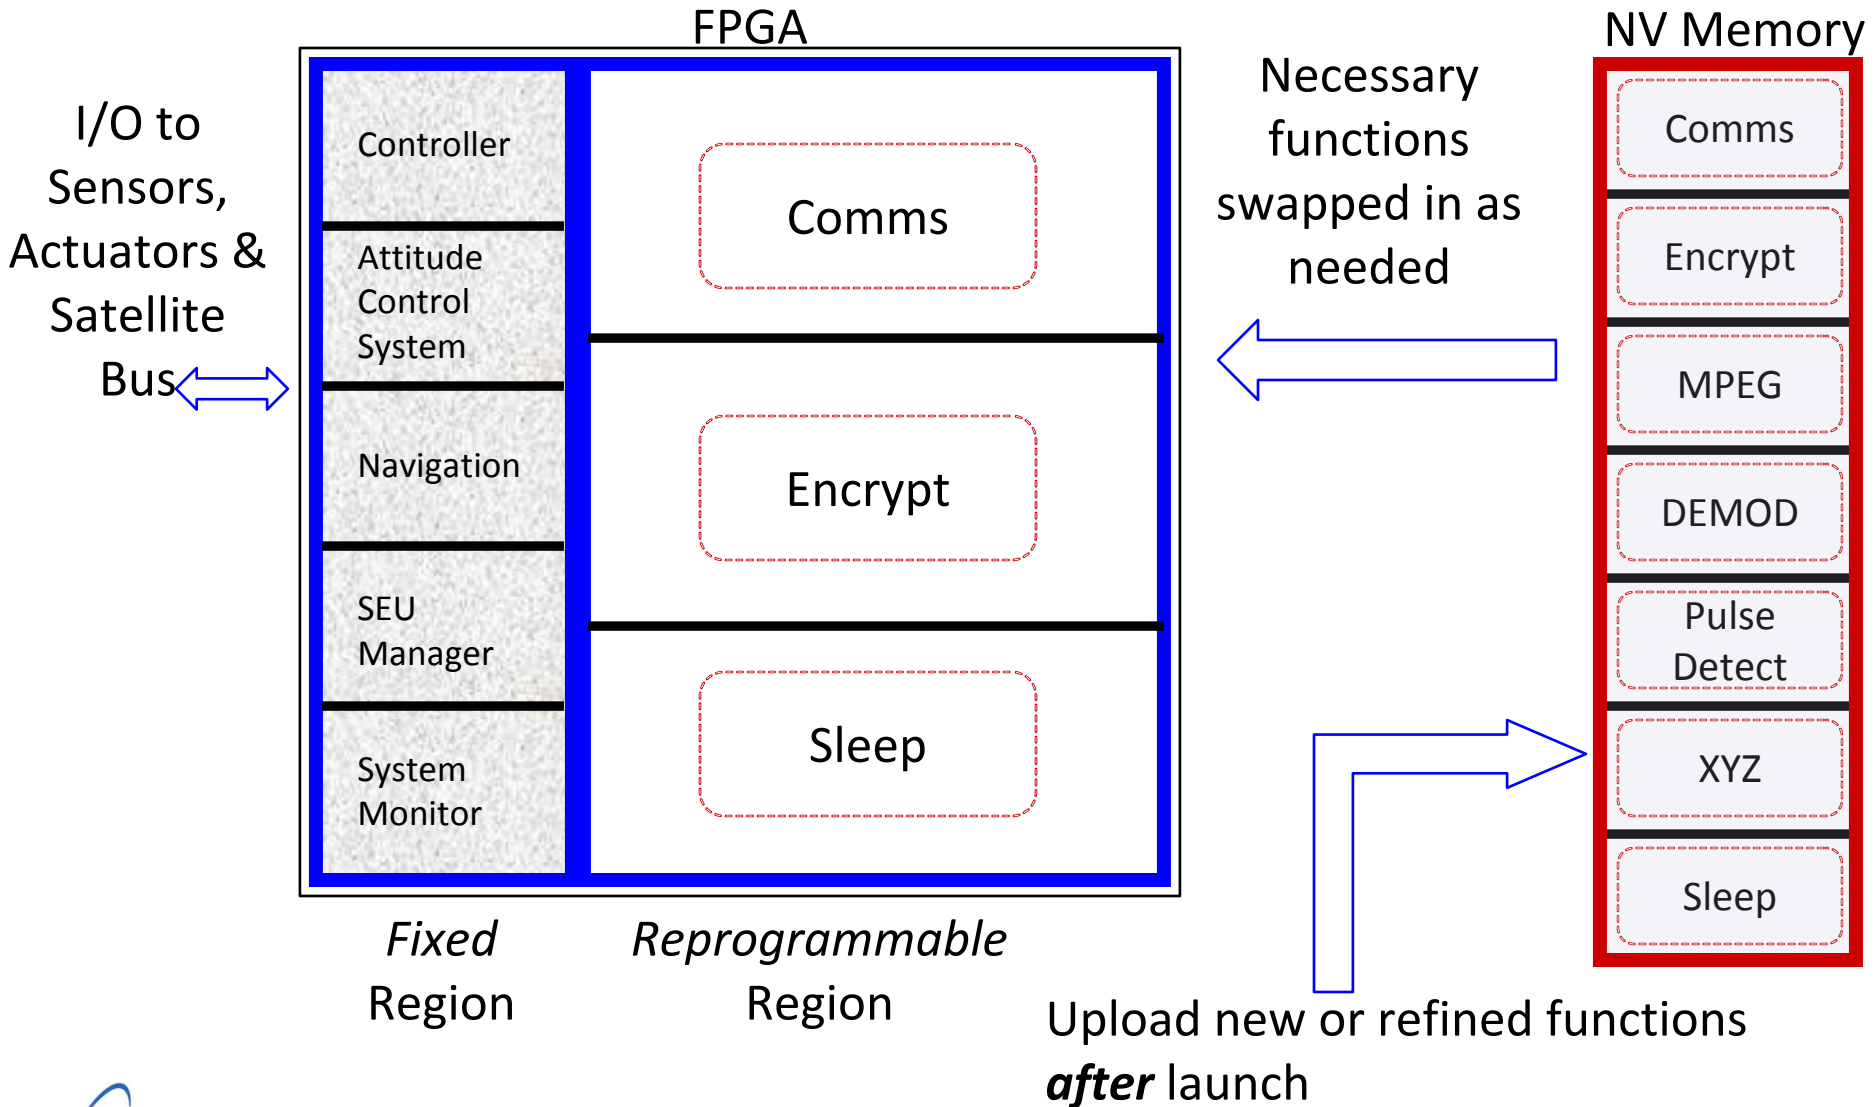 FPGA
NV Memory
I/O to
Sensors,
Actuators &
Satellite
Bus
Controller
Attitude
Control
System
Navigation
SEU
Manager
System
Monitor
Comms
Encrypt
Sleep
Necessary
functions
swapped in as
needed
Comms
Encrypt
MPEG
DEMOD
Pulse
Detect
XYZ
Sleep
Fixed
Region
Reprogrammable
Region
Upload new or refined functions
after launch